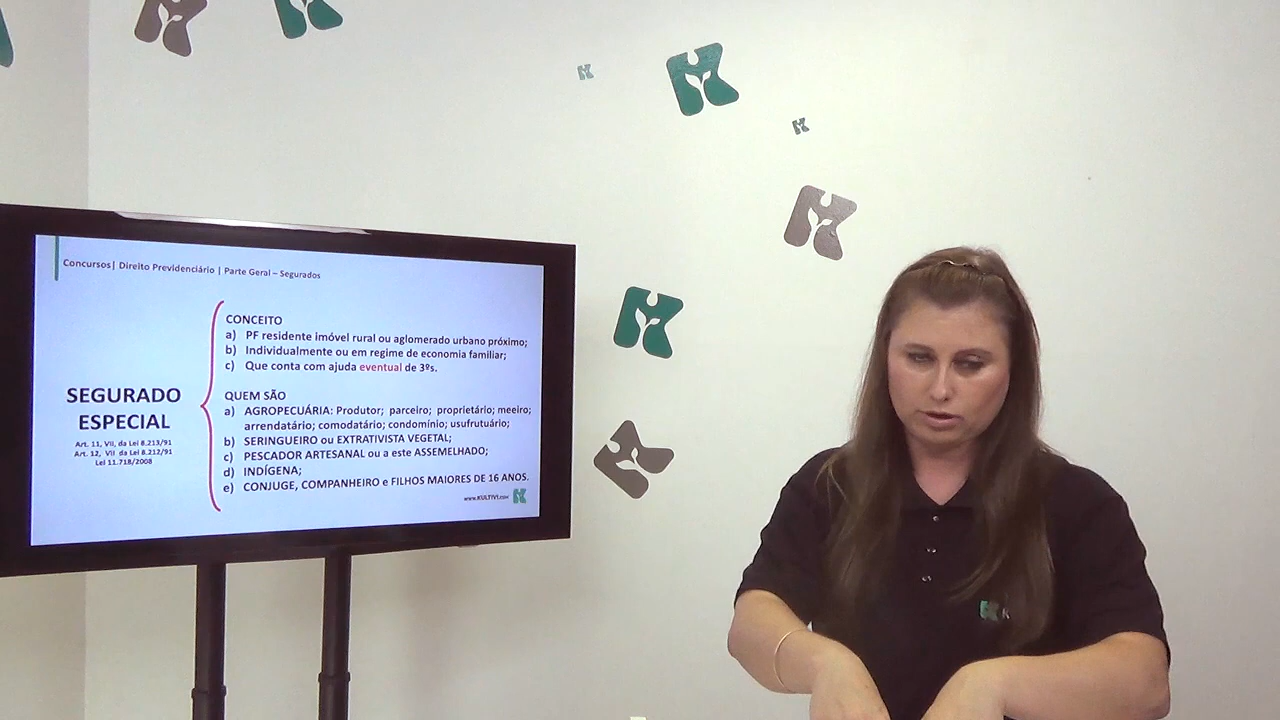 Concursos| Direito Previdenciário | Parte Geral – Segurados
CONCEITO
a) PF residente imóvel rural ou aglomerado urbano próximo;
b) Individualmente ou em regime de economia familiar;
c) Que conta com ajuda eventual de 3ºs.
SEGURADO
ESPECIAL
Art. 11, VII, da Lei 8.213/91
Art. 12, VII da Lei 8.212/91
Lei 11.718/2008
QUEM SÃO
a) AGROPECUÁRIA: Produtor; parceiro; proprietário; meeiro;
arrendatário; comodatário; condomínio; usufrutuário;
b) SERINGUEIRO ou EXTRATIVISTA VEGETAL;
c) PESCADOR ARTESANAL ou a este ASSEMELHADO;
d) INDÍGENA;
e) CONJUGE, COMPANHEIRO e FILHOS MAIORES DE 16 ANOS.
www.KULTIVI.com